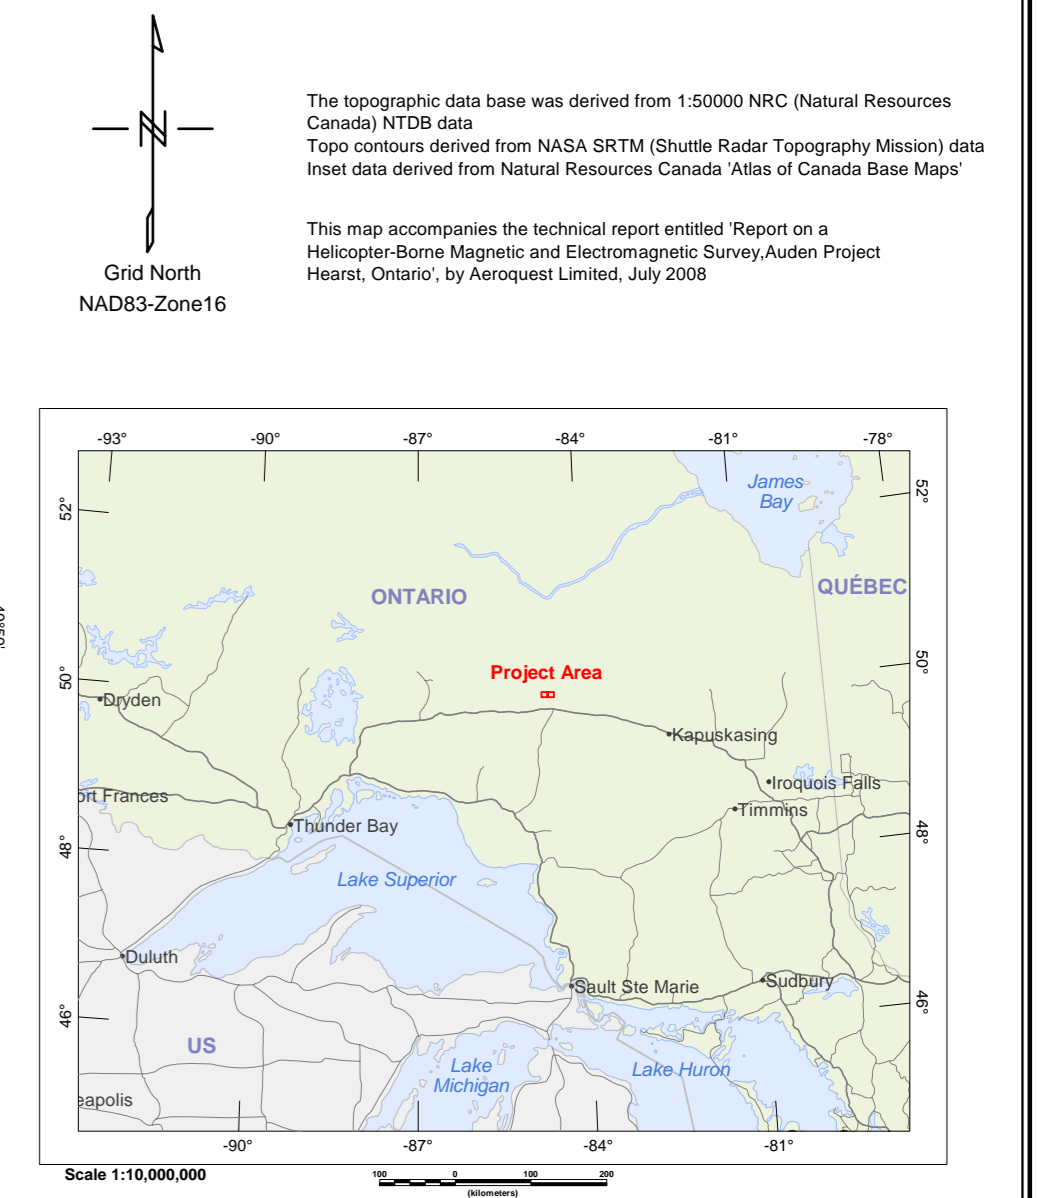 N
The topographic data base was derived from 1:50000 NRC (Natural Resources
Canada) NTDB data
Topo contours derived from NASA SRTM (Shuttle Radar Topography Mission) data
Inset data derived from Natural Resources Canada 'Atlas of Canada Base Maps'
This map accompanies the technical report entitled 'Report on a
Helicopter-Borne Magnetic and Electromagnetic Survey,Auden Project
Hearst, Ontario', by Aeroquest Limited, July 2008
Grid North
NAD83-Zone16
-93° -90° -87° -84° -81° -78°
James
Bay
52° 52°
ONTARIO
QUÉBEC
Project Area
50° 50°
Dryden
Kapuskasing
Iroquois Falls
ort Frances
Timmins
Thunder Bay
48° 48°
Lake Superior
Duluth
Sault Ste Marie
Sudbury
46° 46°
US
Lake
Michigan
Lake Huron
eapolis
-90° -87° -84° -81°
Scale 1:10,000,000
100 0 100 200
(kilometers)